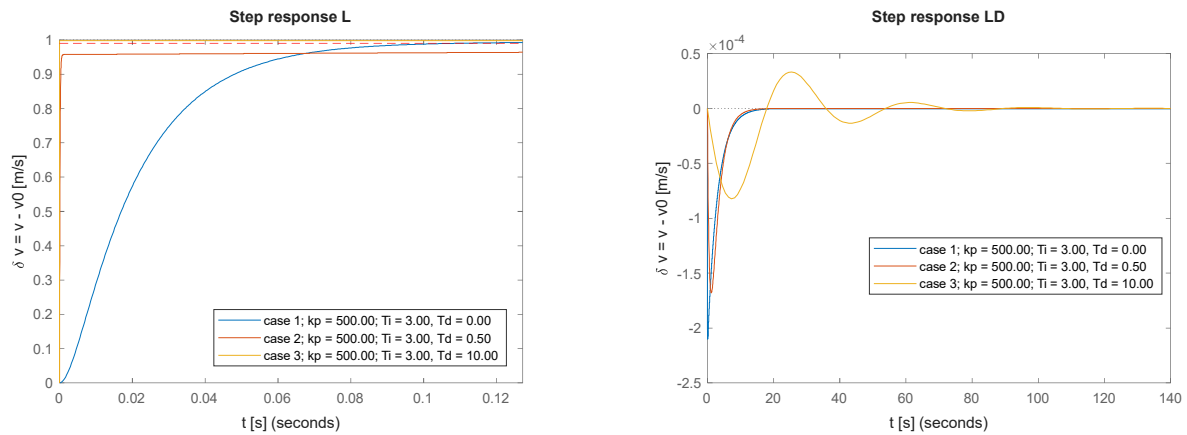 Step response L
1
0.9
0.8
0.7
0.6
0.5
0.4
0.3
0.2
0.1
0
δ v = v - v0 [m/s]
case 1; kp = 500.00; Ti = 3.00, Td = 0.00
case 2; kp = 500.00; Ti = 3.00, Td = 0.50
case 3; kp = 500.00; Ti = 3.00, Td = 10.00
0 0.02 0.04 0.06 0.08 0.1 0.12
t [s] (seconds)
Step response LD
×10-4
0.5
0
-0.5
-1
-1.5
-2
-2.5
δ v = v - v0 [m/s]
case 1; kp = 500.00; Ti = 3.00, Td = 0.00
case 2; kp = 500.00; Ti = 3.00, Td = 0.50
case 3; kp = 500.00; Ti = 3.00, Td = 10.00
0 20 40 60 80 100 120 140
t [s] (seconds)